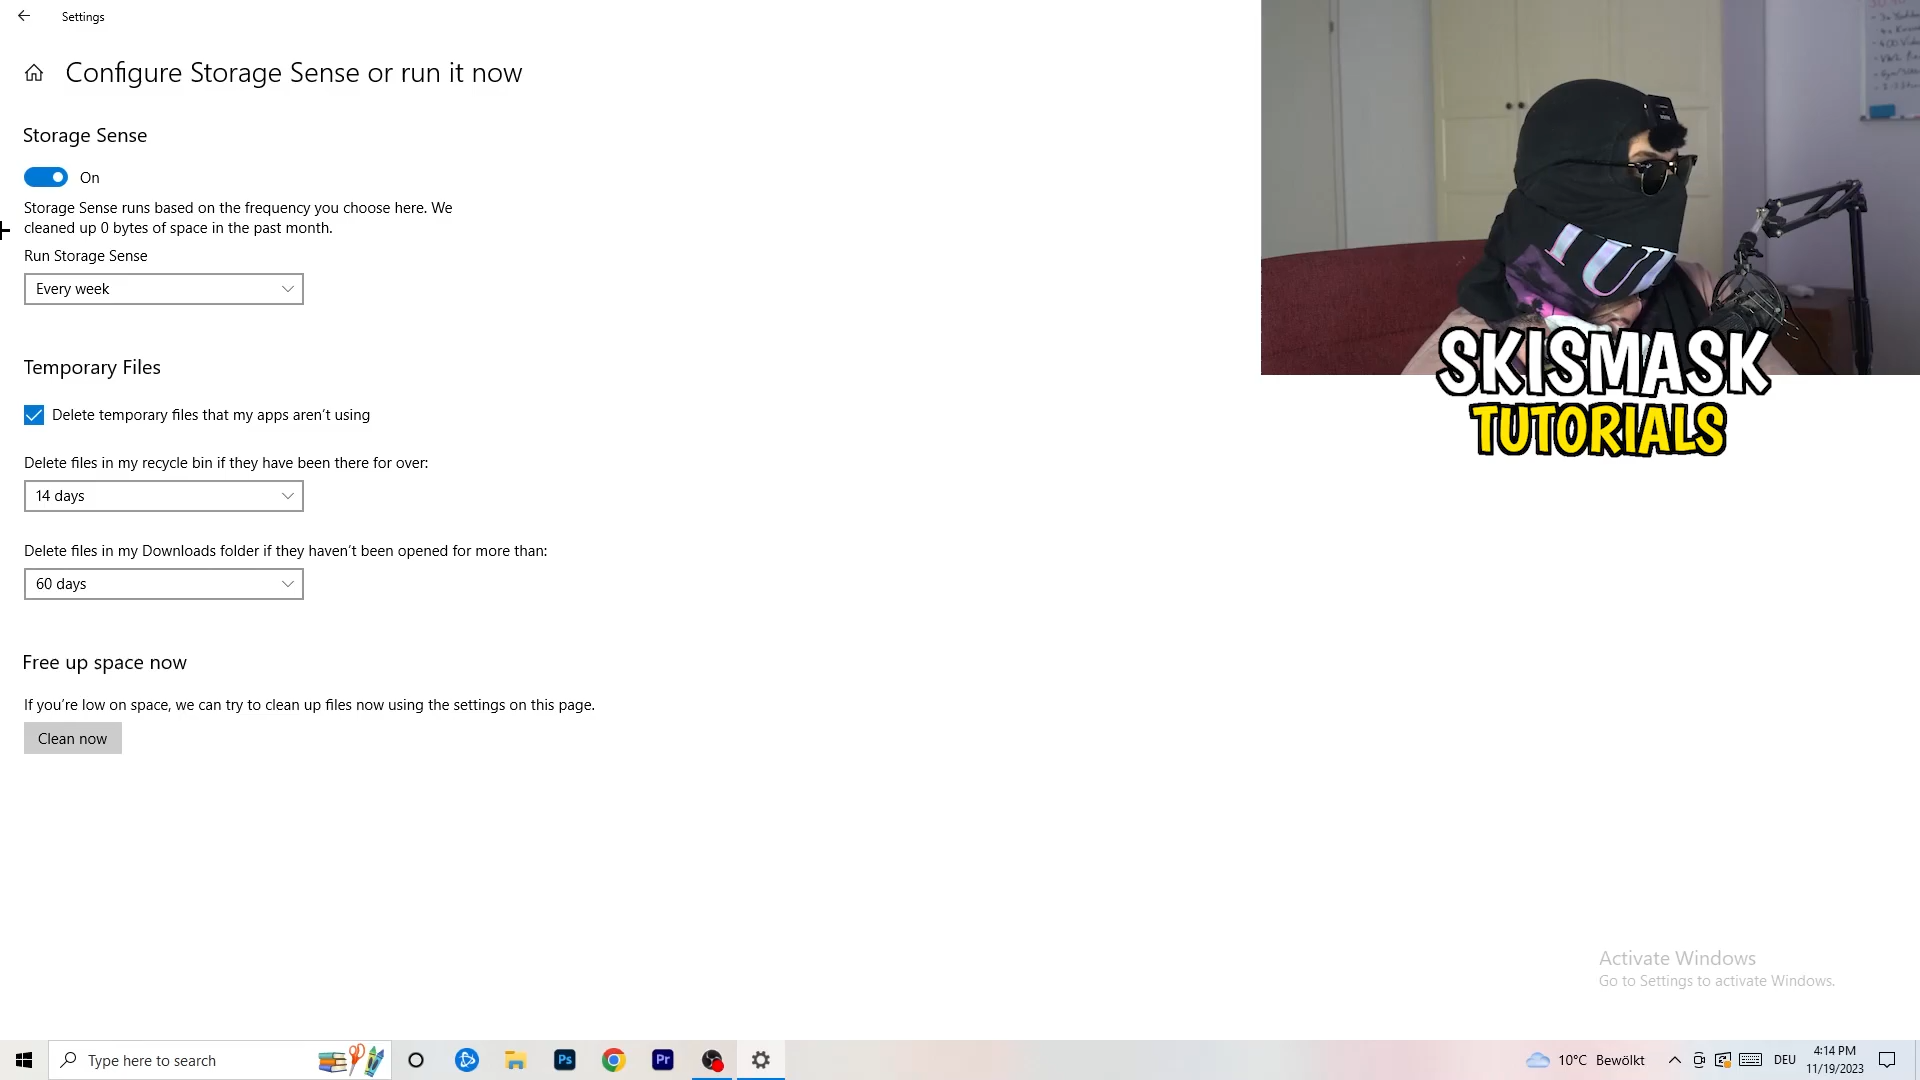 Settings
Configure Storage Sense or run it now
Storage Sense
On
Storage Sense runs based on the frequency you choose here. We
cleaned up 0 bytes of space in the past month.
Run Storage Sense
Every week
Temporary Files
Delete temporary files that my apps aren't using
Delete files in my recycle bin if they have been there for over:
14 days
Delete files in my Downloads folder if they haven't been opened for more than:
60 days
Free up space now
If you're low on space, we can try to clean up files now using the settings on this page.
Clean now
SKISMASK
TUTORIALS
Activate Windows
Go to Settings to activate Windows.
Type here to search
Ps
Pr
10°C Bewölkt
DEU
4:14 PM
11/19/2023